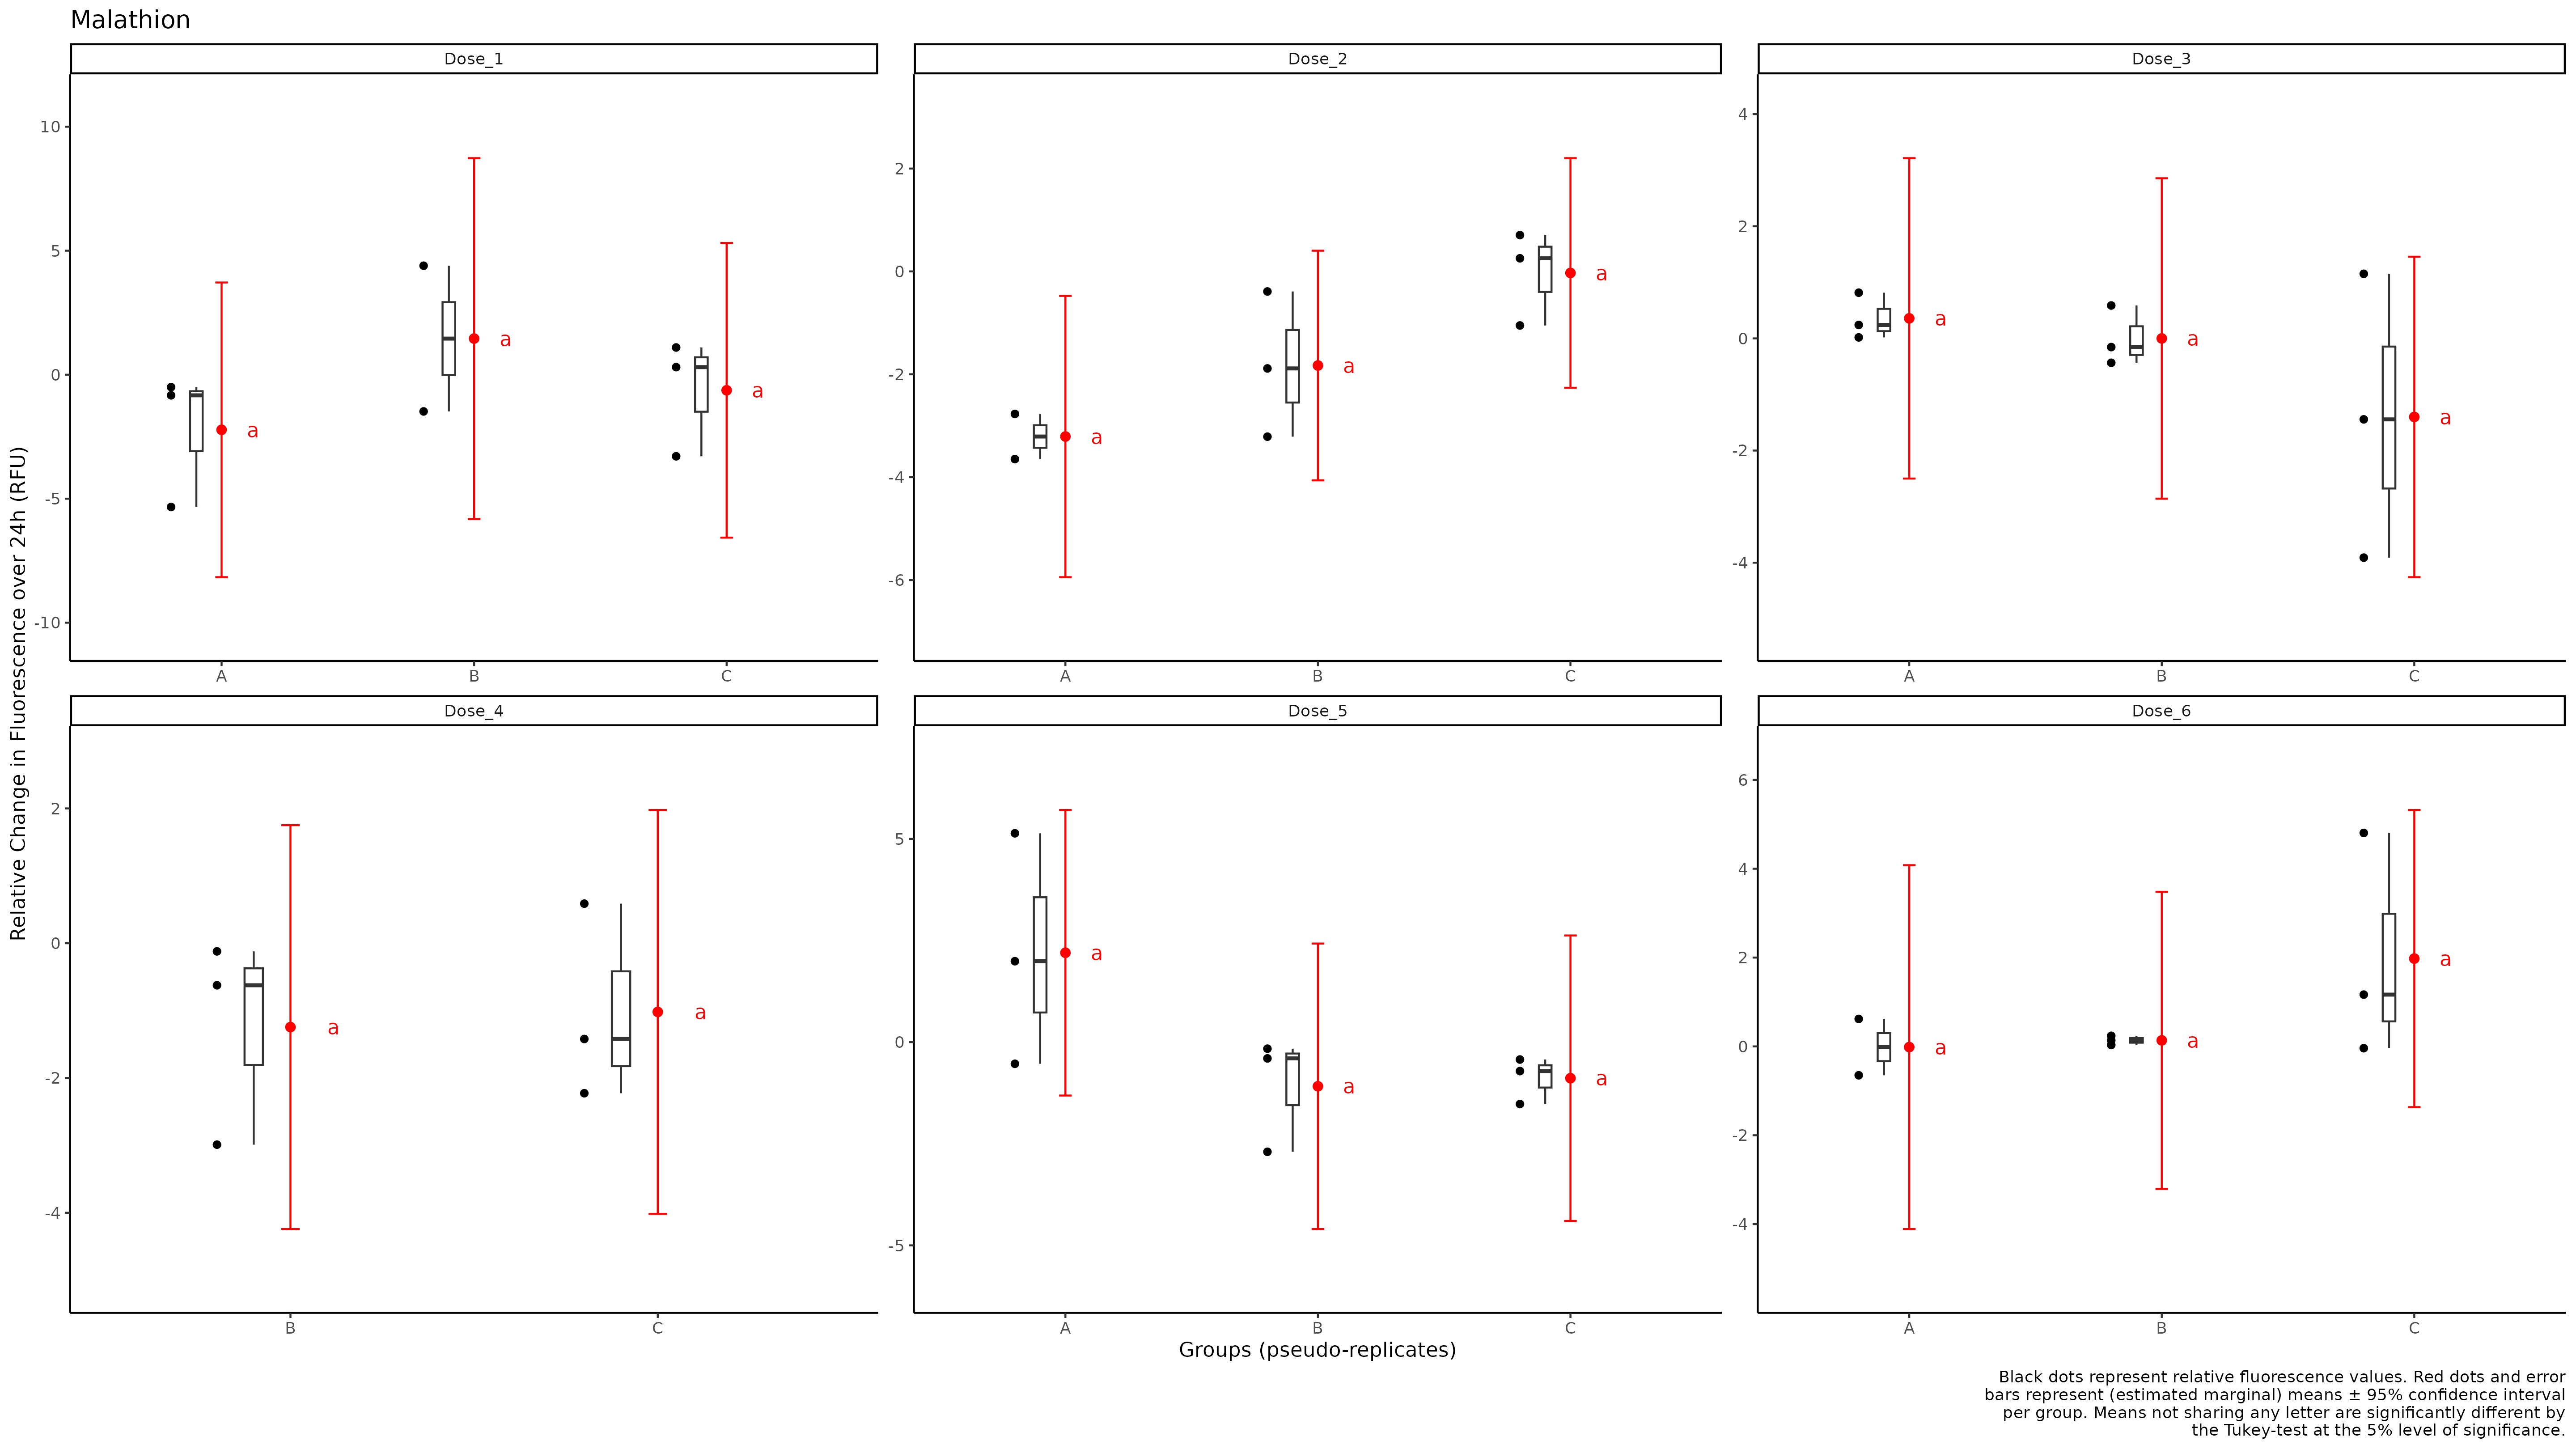 Malathion
Relative Change in Fluorescence over 24h (RFU)
Dose_1
10
5
0
-5
-10
a
a
a
A
B
C
Dose_2
2
0
-2
-4
-6
a
a
a
A
B
C
Dose_3
4
2
0
-2
-4
a
a
a
A
B
C
Dose_4
2
0
-2
-4
a
a
B
C
Dose_5
5
0
-5
a
a
a
A
B
C
Dose_6
6
4
2
0
-2
-4
a
a
a
A
B
C
Groups (pseudo-replicates)
Black dots represent relative fluorescence values. Red dots and error
bars represent (estimated marginal) means ± 95% confidence interval
per group. Means not sharing any letter are significantly different by
the Tukey-test at the 5% level of significance.